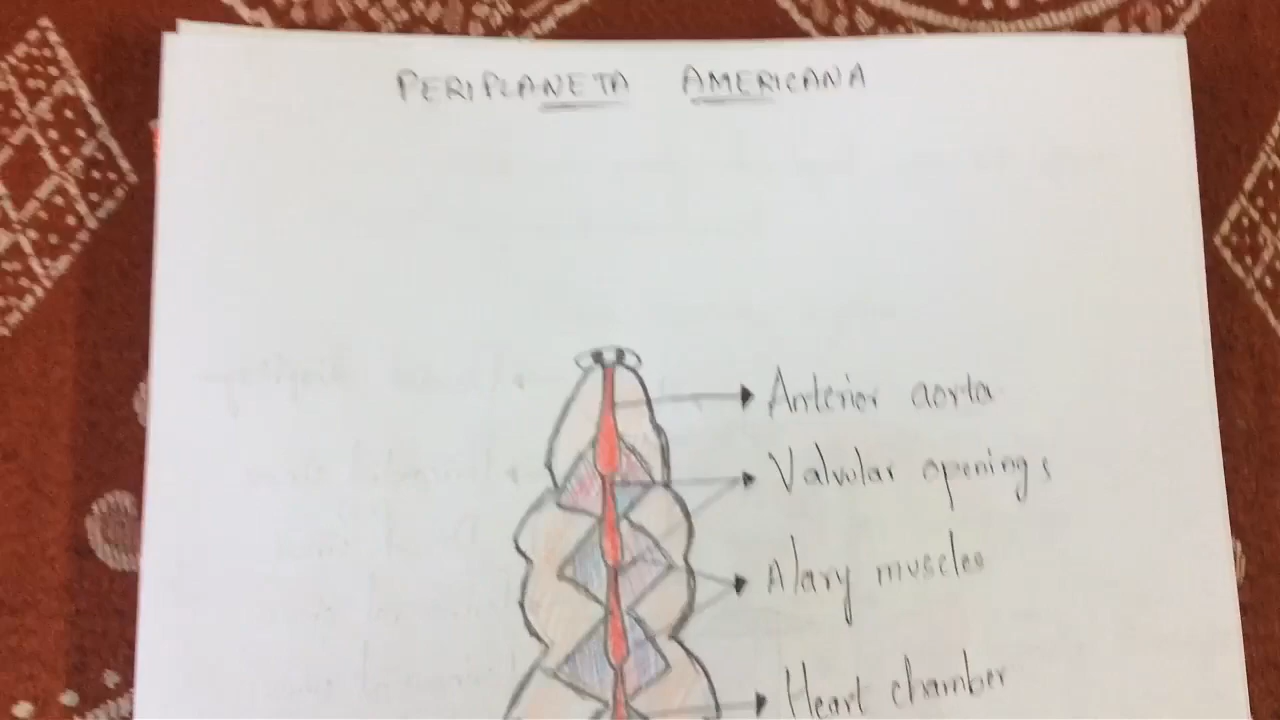 PERIPLANETA AMERICANA
Anterior aorta
Valvular openings
Alary muscles
Heart chamber